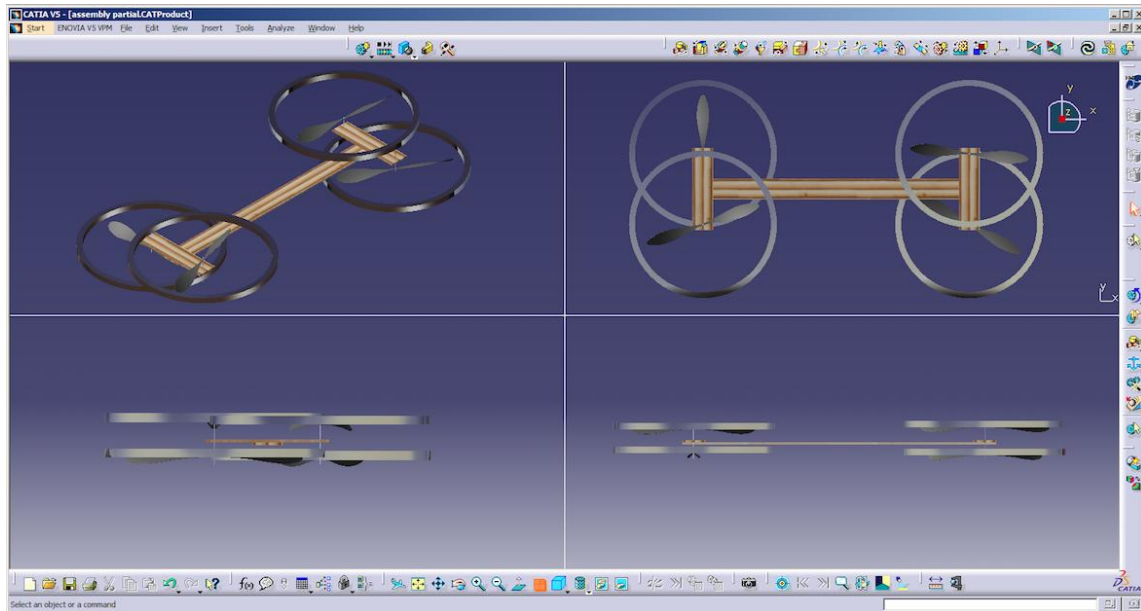 CATIA V5 - [assembly partial.CATProduct]
Start ENOVIA V5 VPM File Edit View Insert Tools Analyze Window Help
y
x
z
y
x
f(x)
CATIA
Select an object or a command